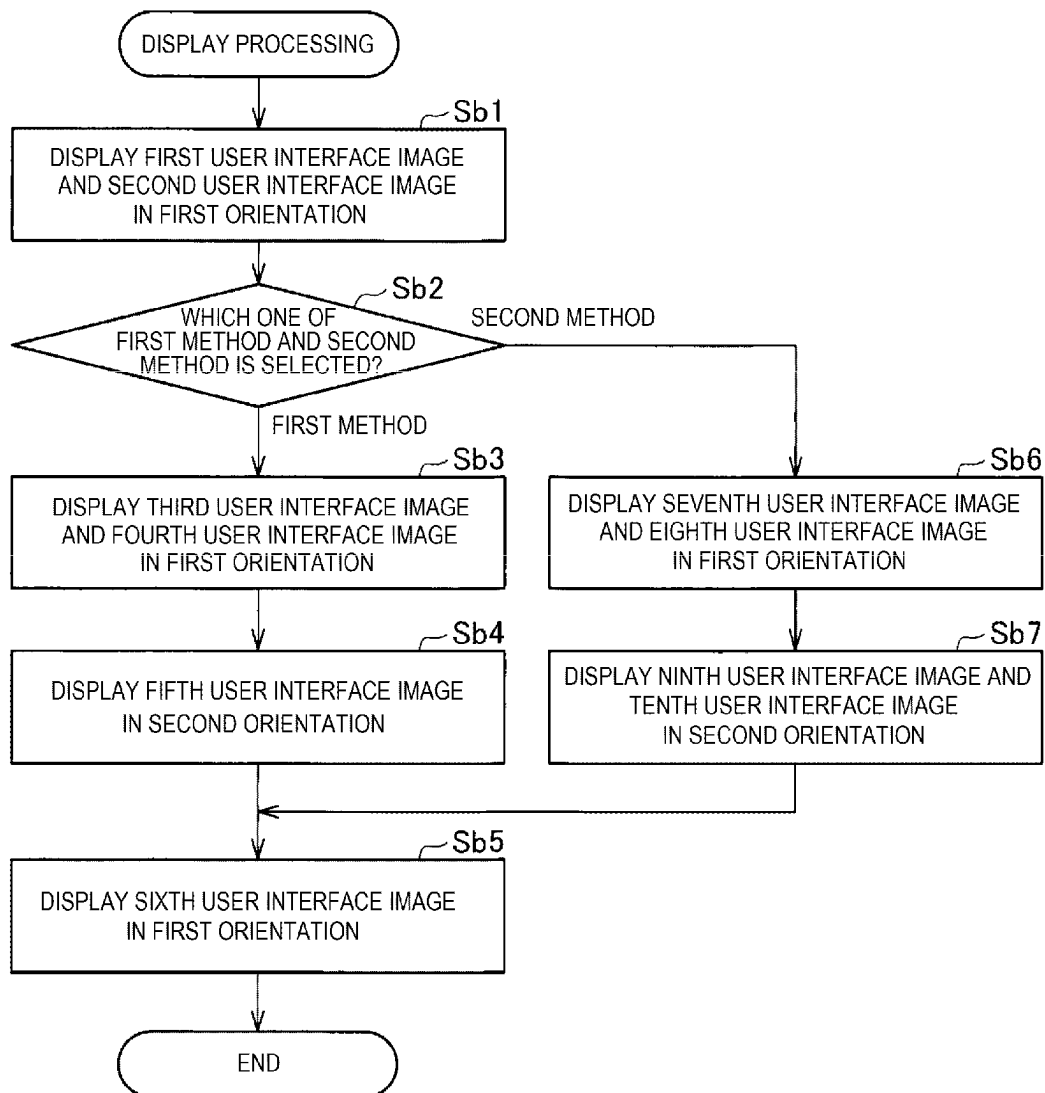 DISPLAY PROCESSING
Sb1
DISPLAY FIRST USER INTERFACE IMAGE
AND SECOND USER INTERFACE IMAGE
IN FIRST ORIENTATION
Sb2
WHICH ONE OF
FIRST METHOD AND SECOND
METHOD IS SELECTED?
SECOND METHOD
FIRST METHOD
Sb3
DISPLAY THIRD USER INTERFACE IMAGE
AND FOURTH USER INTERFACE IMAGE
IN FIRST ORIENTATION
Sb6
DISPLAY SEVENTH USER INTERFACE IMAGE
AND EIGHTH USER INTERFACE IMAGE
IN FIRST ORIENTATION
Sb4
DISPLAY FIFTH USER INTERFACE IMAGE
IN SECOND ORIENTATION
Sb7
DISPLAY NINTH USER INTERFACE IMAGE AND
TENTH USER INTERFACE IMAGE
IN SECOND ORIENTATION
Sb5
DISPLAY SIXTH USER INTERFACE IMAGE
IN FIRST ORIENTATION
END